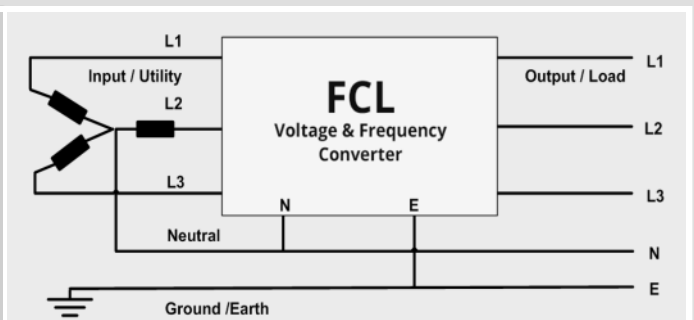 L1
Input / Utility
L2
L3
FCL
Voltage & Frequency
Converter
N
E
Output / Load
L1
L2
L3
N
E
Neutral
Ground /Earth